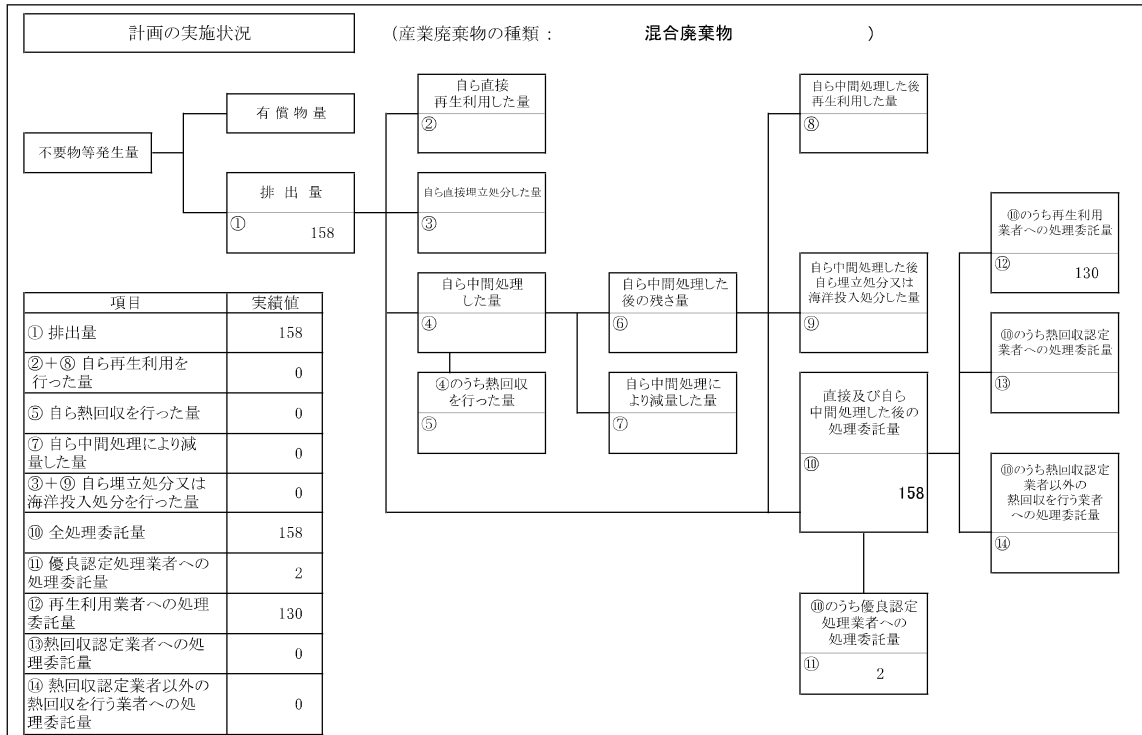 計画の実施状況
(産業廃棄物の種類 : 混合廃棄物 )
不要物等発生量
有償物量
排出量
①
158
自ら直接
再生利用した量
②
自ら直接埋立処分した量
③
自ら中間処理
した量
④
④のうち熱回収
を行った量
⑤
自ら中間処理した
後の残さ量
⑥
自ら中間処理に
より減量した量
⑦
自ら中間処理した後
再生利用した量
⑧
自ら中間処理した後
自ら埋立処分又は
海洋投入処分した量
⑨
直接及び自ら
中間処理した後の
処理委託量
⑩
158
⑩のうち優良認定
処理業者への
処理委託量
⑪
2
⑩のうち再生利用
業者への処理委託量
⑫
130
⑩のうち熱回収認定
業者への処理委託量
⑬
⑩のうち熱回収認定
業者以外の
熱回収を行う業者
への処理委託量
⑭
項目 実績値
① 排出量 158
②+⑧ 自ら再生利用を
行った量 0
⑤ 自ら熱回収を行った量 0
⑦ 自ら中間処理により減
量した量 0
③+⑨ 自ら埋立処分又は
海洋投入処分を行った量 0
⑩ 全処理委託量 158
⑪ 優良認定処理業者への
処理委託量 2
⑫ 再生利用業者への処理
委託量 130
⑬熱回収認定業者への処
理委託量 0
⑭ 熱回収認定業者以外の
熱回収を行う業者への処
理委託量 0